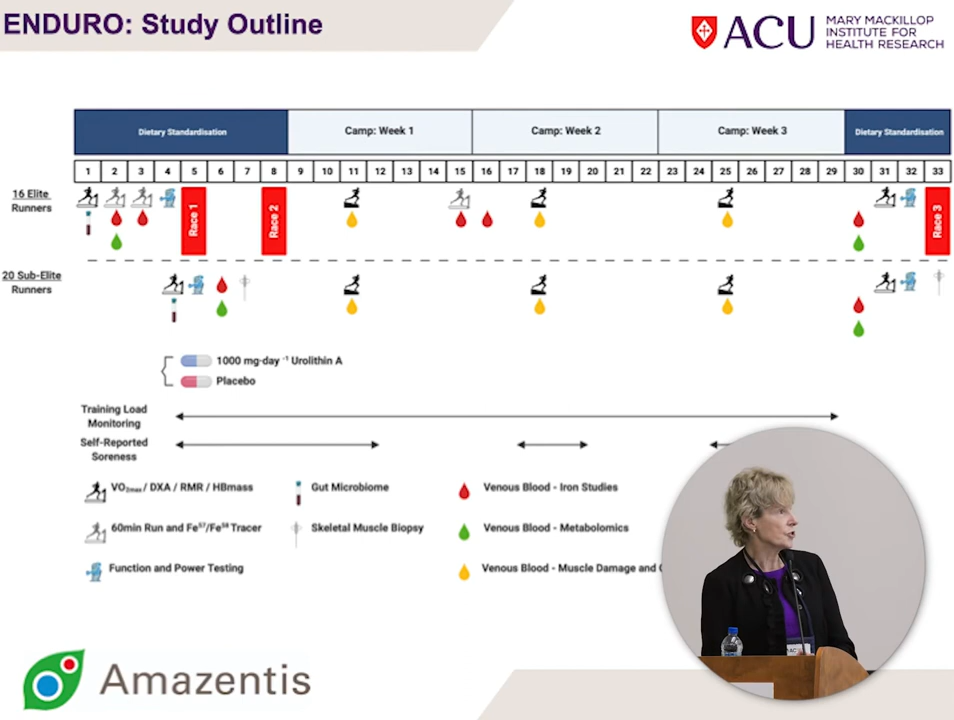 ENDURO: Study Outline
ACU
MARY MACKILLOP
INSTITUTE FOR
HEALTH RESEARCH
Dietary Standardisation
Camp: Week 1
Camp: Week 2
Camp: Week 3
Dietary Standardisation
1 2 3 4 5 6 7 8 9 10 11 12 13 14 15 16 17 18 19 20 21 22 23 24 25 26 27 28 29 30 31 32 33
16 Elite
Runners
Race 1
Race 2
Race 3
20 Sub-Elite
Runners
1000 mg·day -1 Urolithin A
Placebo
Training Load
Monitoring
Self-Reported
Soreness
VO2max / DXA / RMR / HBmass
Gut Microbiome
Venous Blood - Iron Studies
60min Run and Fe57/Fe58 Tracer
Skeletal Muscle Biopsy
Venous Blood - Metabolomics
Function and Power Testing
Venous Blood - Muscle Damage and
Amazentis
ACU